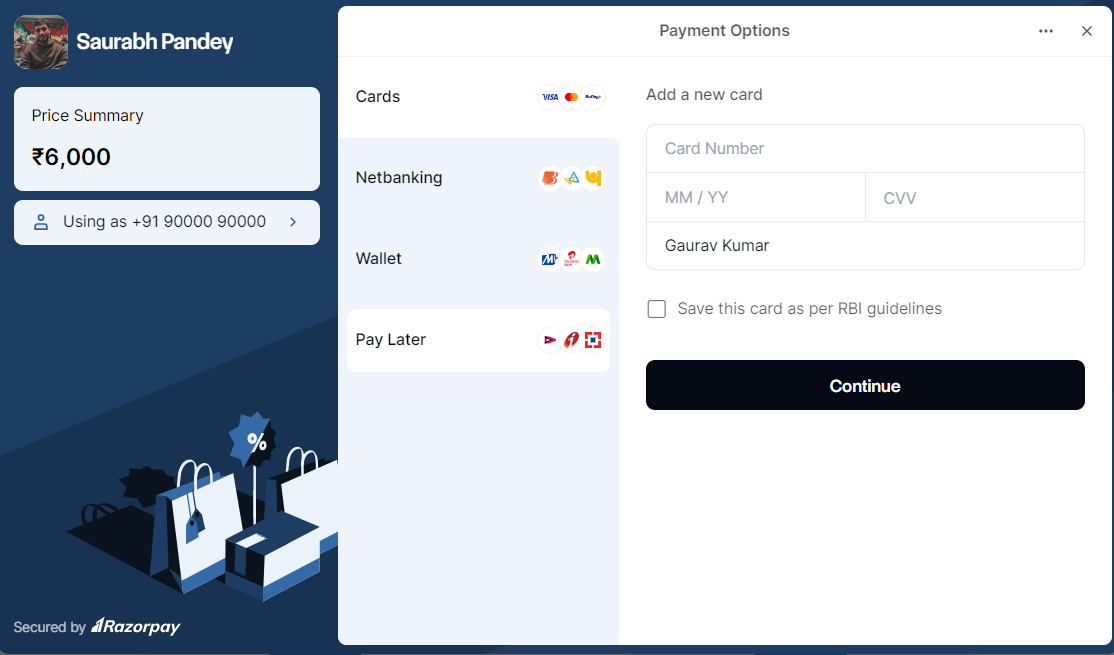 Saurabh Pandey
Price Summary
₹6,000
Using as +91 90000 90000
%
Secured by Razorpay
Payment Options
Cards
VISA RuPay
Netbanking
Wallet
Pay Later
Add a new card
Card Number
MM / YY
CVV
Gaurav Kumar
Save this card as per RBI guidelines
Continue